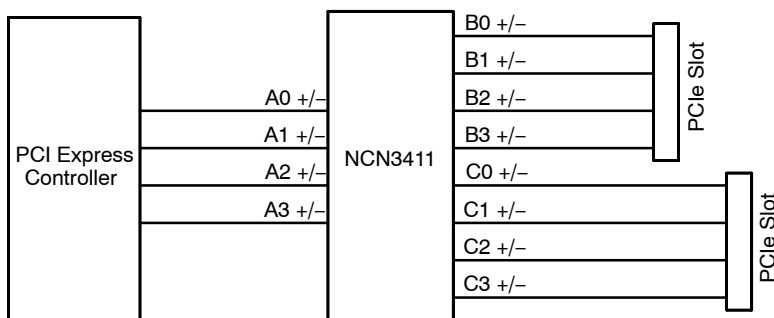 PCI Express
Controller
A0 +/−
A1 +/−
A2 +/−
A3 +/−
NCN3411
B0 +/−
B1 +/−
B2 +/−
B3 +/−
C0 +/−
C1 +/−
C2 +/−
C3 +/−
PCIe Slot
PCIe Slot